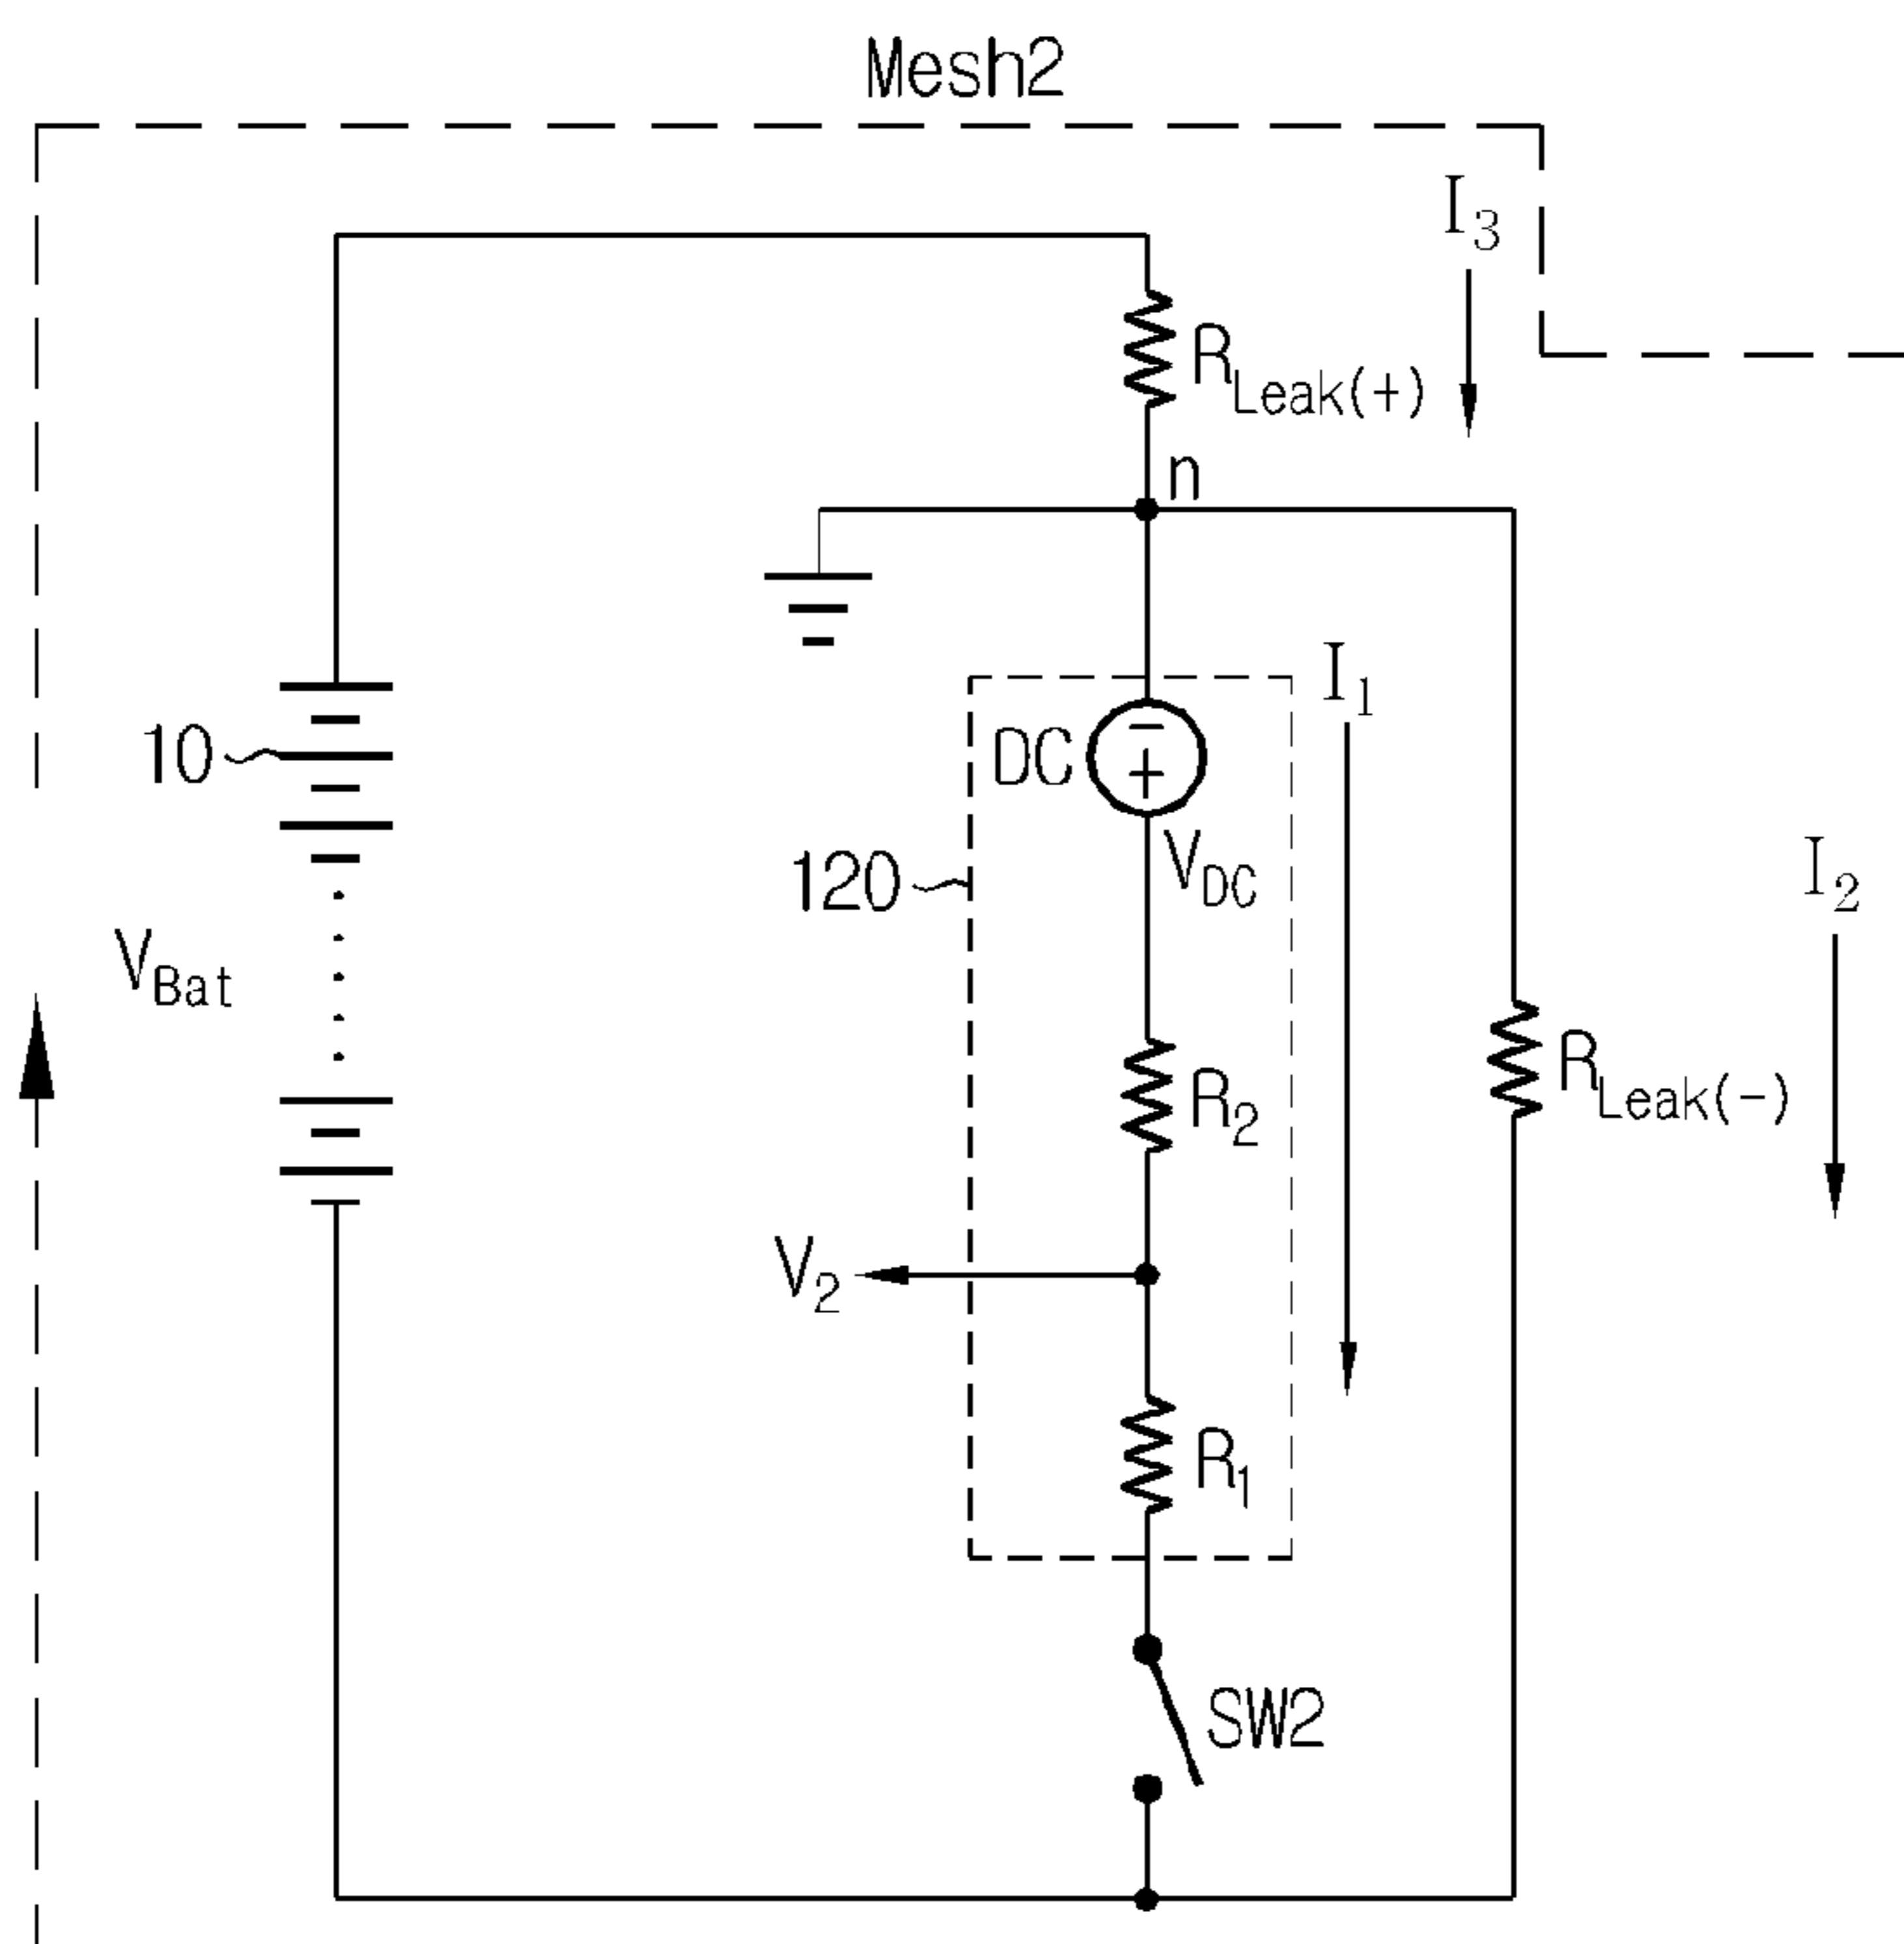 Mesh2
I3
RLeak(+)
n
I1
10
DC
-
+
VDC
120
I2
VBat
R2
RLeak(-)
V2
R1
SW2